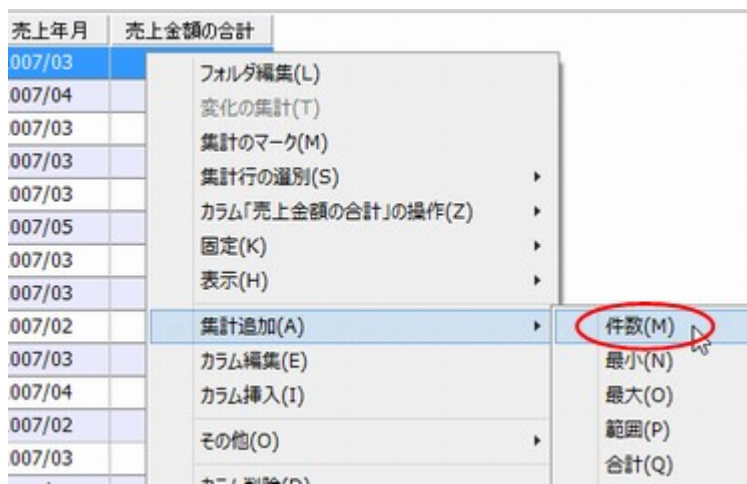 売上年月 売上金額の合計
007/03
007/04
007/03
007/03
007/03
007/05
007/03
007/03
007/02
007/03
007/04
007/02
007/03
フォルダ編集(L)
変化の集計(T)
集計のマーク(M)
集計行の選別(S)
カラム「売上金額の合計」の操作(Z)
固定(K)
表示(H)
集計追加(A)
カラム編集(E)
カラム挿入(I)
その他(O)
カラム削除(D)
件数(M)
最小(N)
最大(O)
範囲(P)
合計(Q)